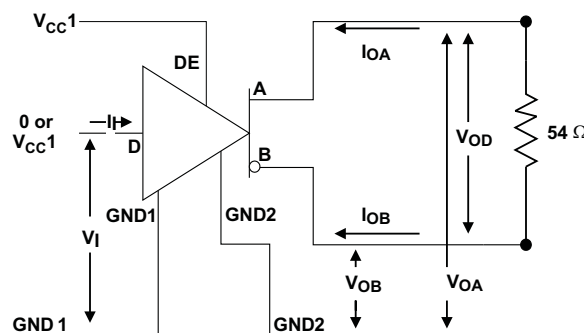 VCC1
DE
A
IOA
0 or
VCC1
II
D
B
VOD
54 Ω
GND1
GND2
IOB
VI
VOB
VOA
GND 1
GND2